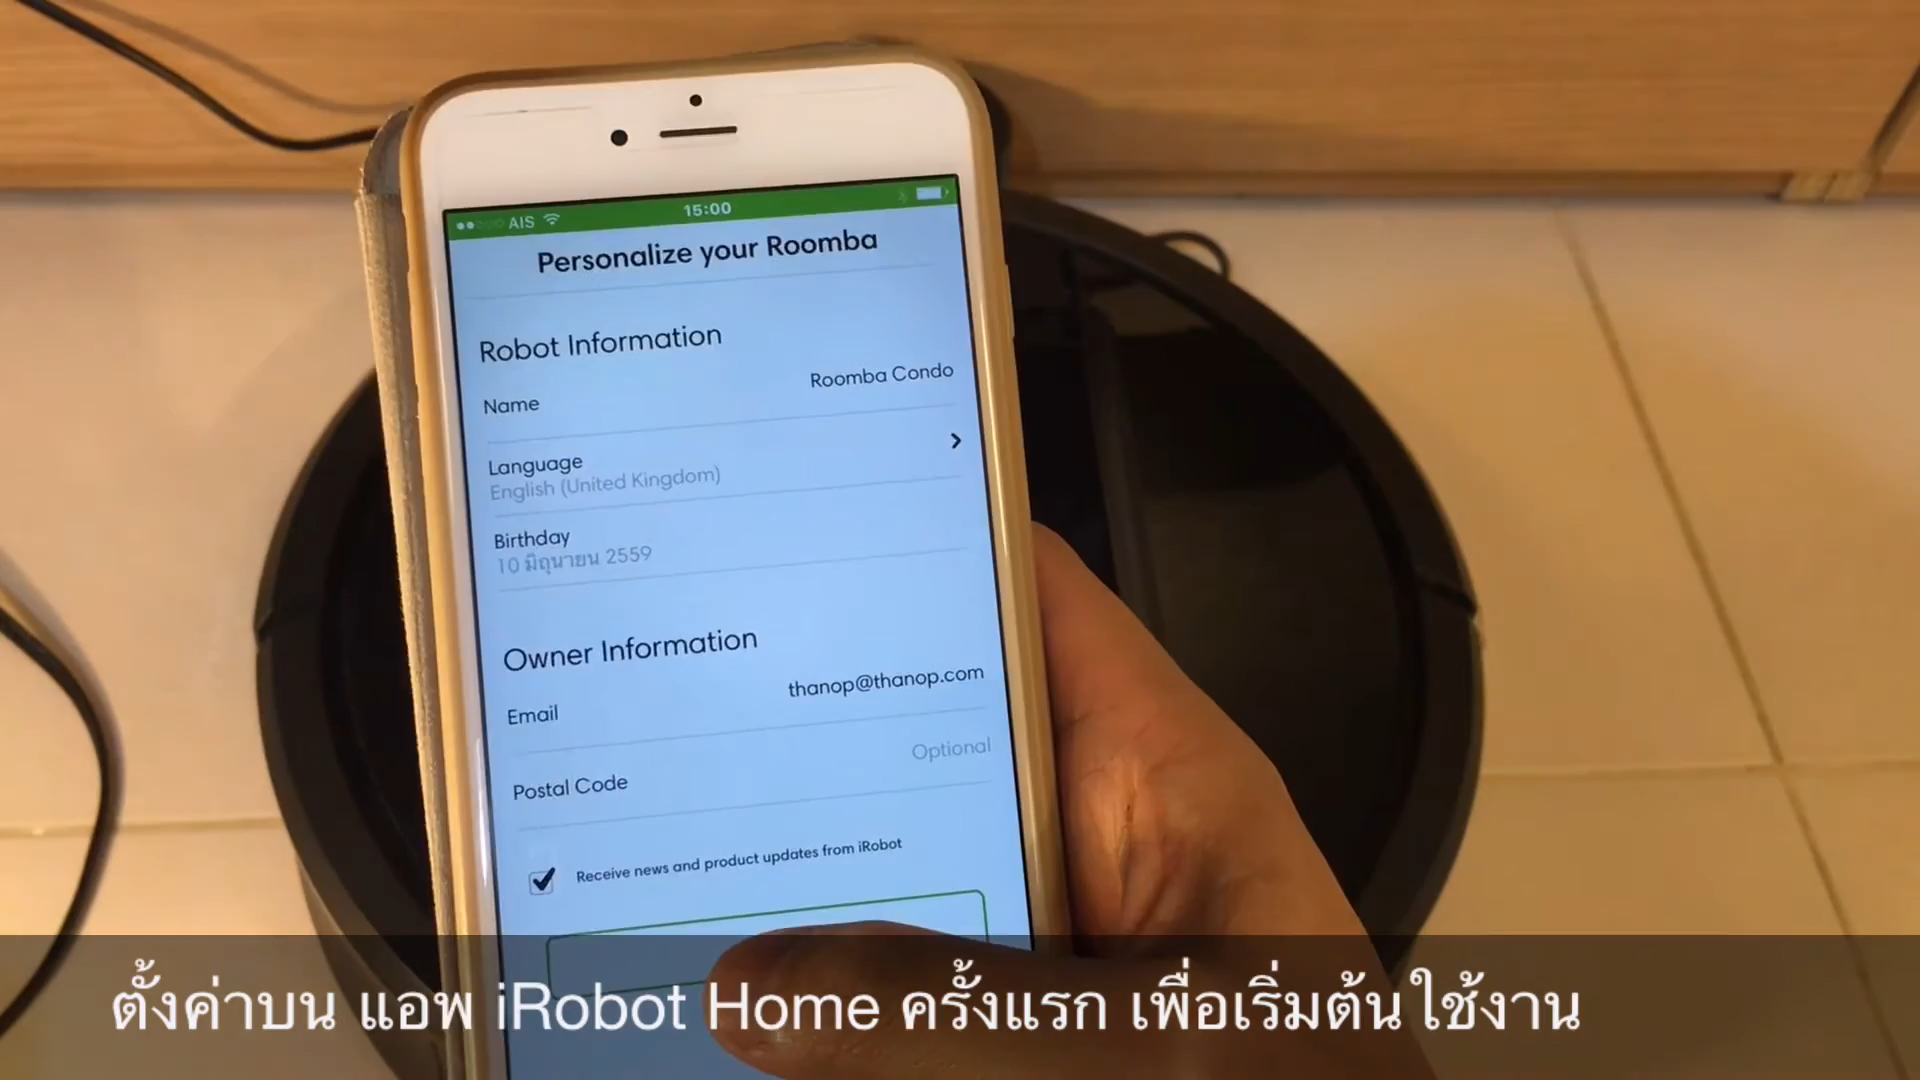 AIS 15:00
Personalize your Roomba
Robot Information
Name Roomba Condo
Language
English (United Kingdom)
Birthday
10 มิถุนายน 2559
Owner Information
Email thanop@thanop.com
Postal Code Optional
Receive news and product updates from iRobot
ตั้งค่าบน แอพ iRobot Home ครั้งแรก เพื่อเริ่มต้นใช้งาน